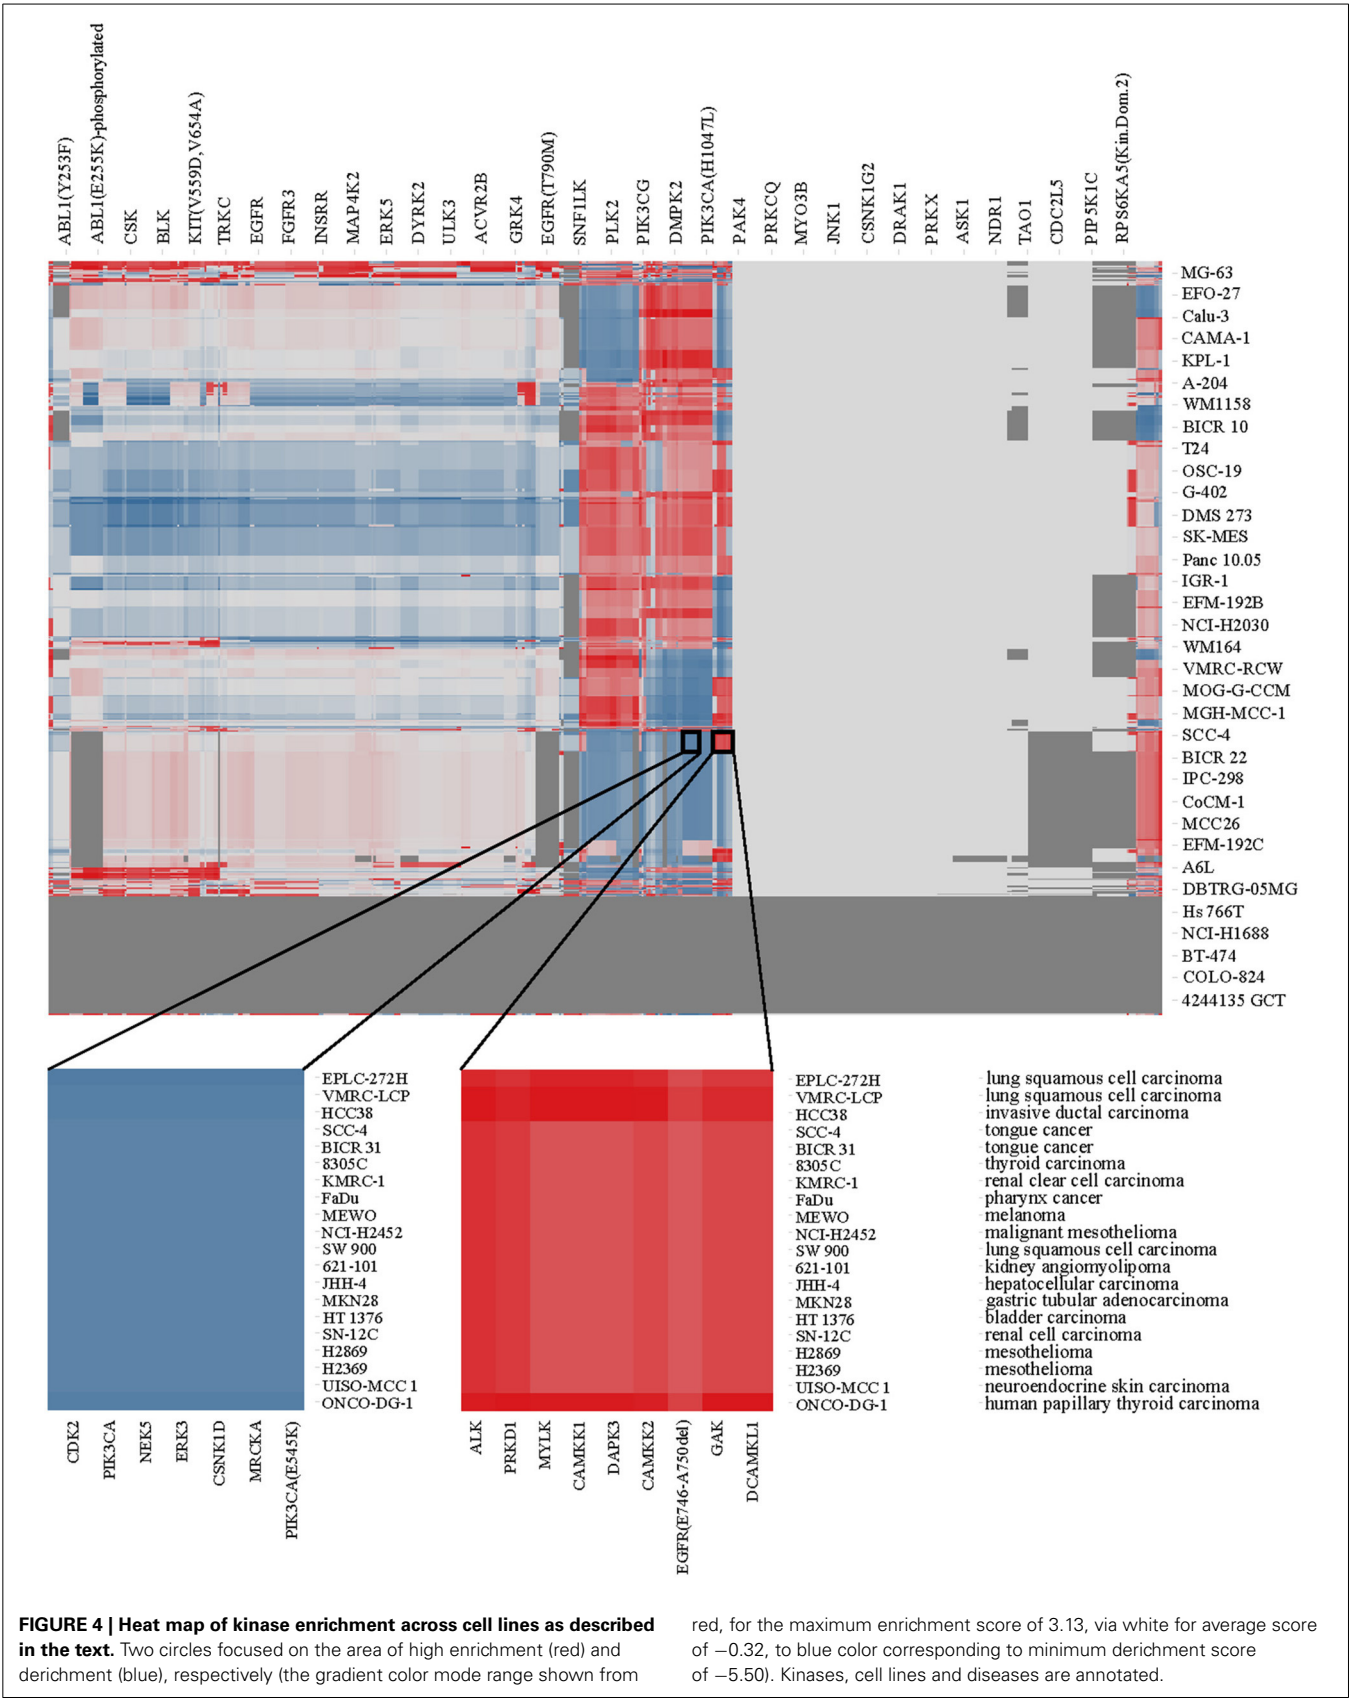 ABL1(Y253F)
ABL1(E255K)-phosphorylated
CSK
BLK
KIT(V559D,V654A)
TRKC
EGFR
FGFR3
INSRR
MAP4K2
ERK5
DYRK2
ULK3
ACVR2B
GRK4
EGFR(T790M)
SNF1LK
PLK2
PIK3CG
DMPK2
PIK3CA(H1047L)
PAK4
PRKCQ
MYO3B
JNK1
CSNK1G2
DRAK1
PRKX
ASK1
NDR1
TAO1
CDC2L5
PIP5K1C
RPS6KA5(Kin.Dom.2)
MG-63
EFO-27
Calu-3
CAMA-1
KPL-1
A-204
WM1158
BICR 10
T24
OSC-19
G-402
DMS 273
SK-MES
Panc 10.05
IGR-1
EFM-192B
NCI-H2030
WM164
VMRC-RCW
MOG-G-CCM
MGH-MCC-1
SCC-4
BICR 22
IPC-298
CoCM-1
MCC26
EFM-192C
A6L
DBTRG-05MG
Hs 766T
NCI-H1688
BT-474
COLO-824
4244135 GCT
EPLC-272H
VMRC-LCP
HCC38
SCC-4
BICR 31
8305C
KMRC-1
FaDu
MEWO
NCI-H2452
SW 900
621-101
JHH-4
MKN28
HT 1376
SN-12C
H2869
H2369
UISO-MCC 1
ONCO-DG-1
CDK2
PIK3CA
NEK5
ERK3
CSNK1D
MRCKA
PIK3CA(E545K)
EPLC-272H
VMRC-LCP
HCC38
SCC-4
BICR 31
8305C
KMRC-1
FaDu
MEWO
NCI-H2452
SW 900
621-101
JHH-4
MKN28
HT 1376
SN-12C
H2869
H2369
UISO-MCC 1
ONCO-DG-1
lung squamous cell carcinoma
lung squamous cell carcinoma
invasive ductal carcinoma
tongue cancer
tongue cancer
thyroid carcinoma
renal clear cell carcinoma
pharynx cancer
melanoma
malignant mesothelioma
lung squamous cell carcinoma
kidney angiomyolipoma
hepatocellular carcinoma
gastric tubular adenocarcinoma
bladder carcinoma
renal cell carcinoma
mesothelioma
mesothelioma
neuroendocrine skin carcinoma
human papillary thyroid carcinoma
ALK
PRKD1
MYLK
CAMKK1
DAPK3
CAMKK2
EGFR(E746-A750del)
GAK
DCAMKL1
FIGURE 4 | Heat map of kinase enrichment across cell lines as described
in the text. Two circles focused on the area of high enrichment (red) and
derichment (blue), respectively (the gradient color mode range shown from
red, for the maximum enrichment score of 3.13, via white for average score
of −0.32, to blue color corresponding to minimum derichment score
of −5.50). Kinases, cell lines and diseases are annotated.